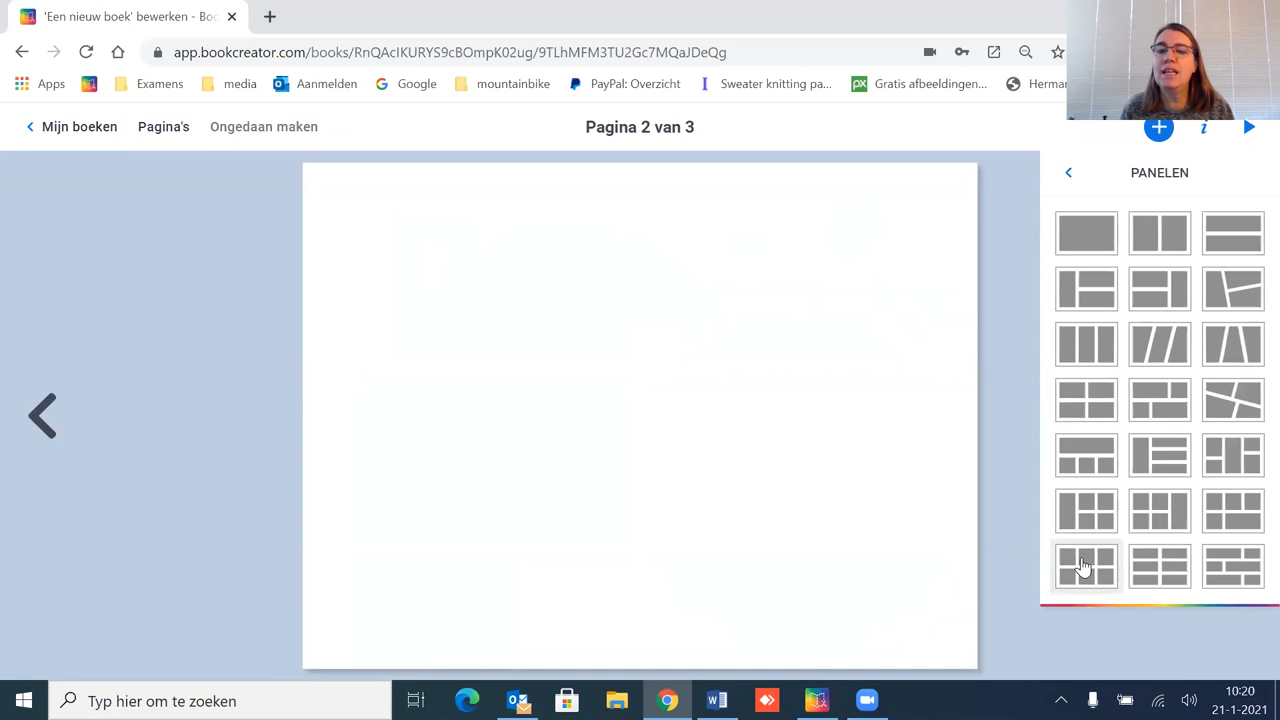 'Een nieuw boek' bewerken - Boo
app.bookcreator.com/books/RnQAcIKURYS9cBOmpK02ug/9TLhMFM3TU2Gc7MQaJDeQg
Apps Examens media Aanmelden Google mountainbike PayPal: Overzicht Sweater knitting pa... Gratis afbeeldingen... Herma
Mijn boeken Pagina's Ongedaan maken Pagina 2 van 3
PANELEN
Typ hier om te zoeken
10:20
21-1-2021